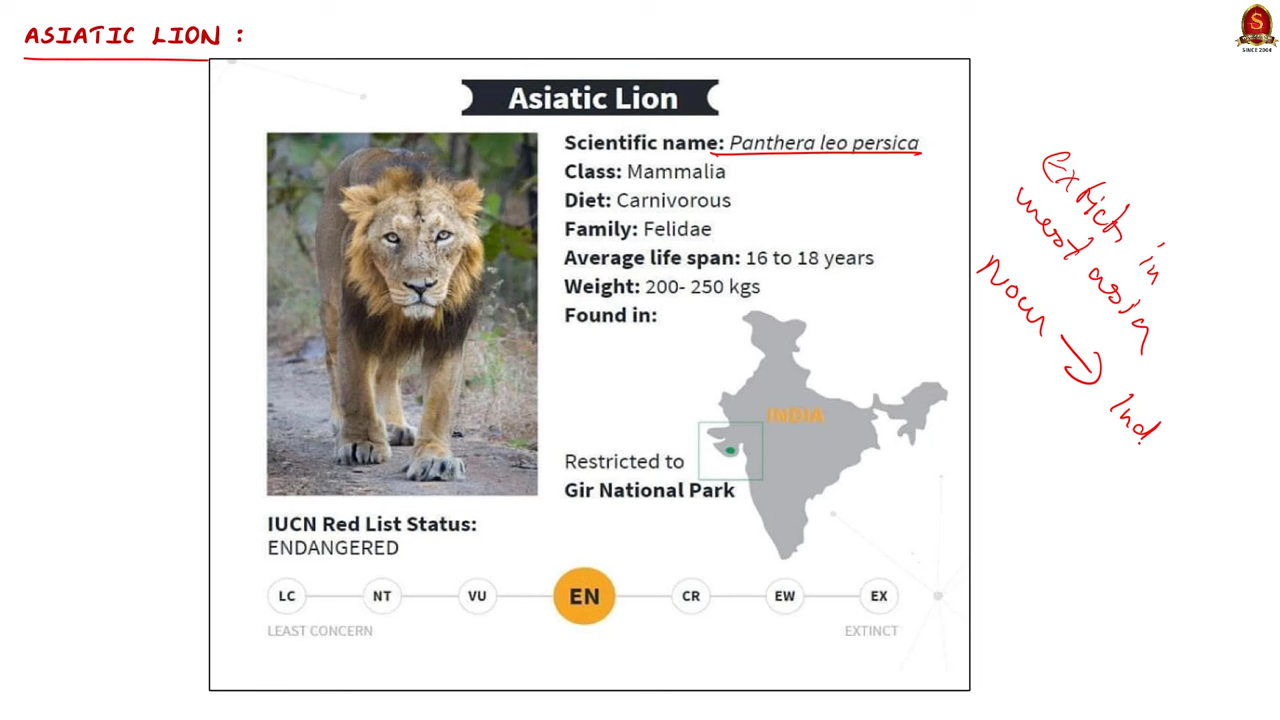 ASIATIC LION :
S
SINCE 2004
Asiatic Lion
Scientific name: Panthera leo persica
Class: Mammalia
Diet: Carnivorous
Family: Felidae
Average life span: 16 to 18 years
Weight: 200- 250 kgs
Found in:
INDIA
Restricted to
Gir National Park
IUCN Red List Status:
ENDANGERED
LC NT VU EN CR EW EX
LEAST CONCERN EXTINCT
in
asia
Now →
Ind